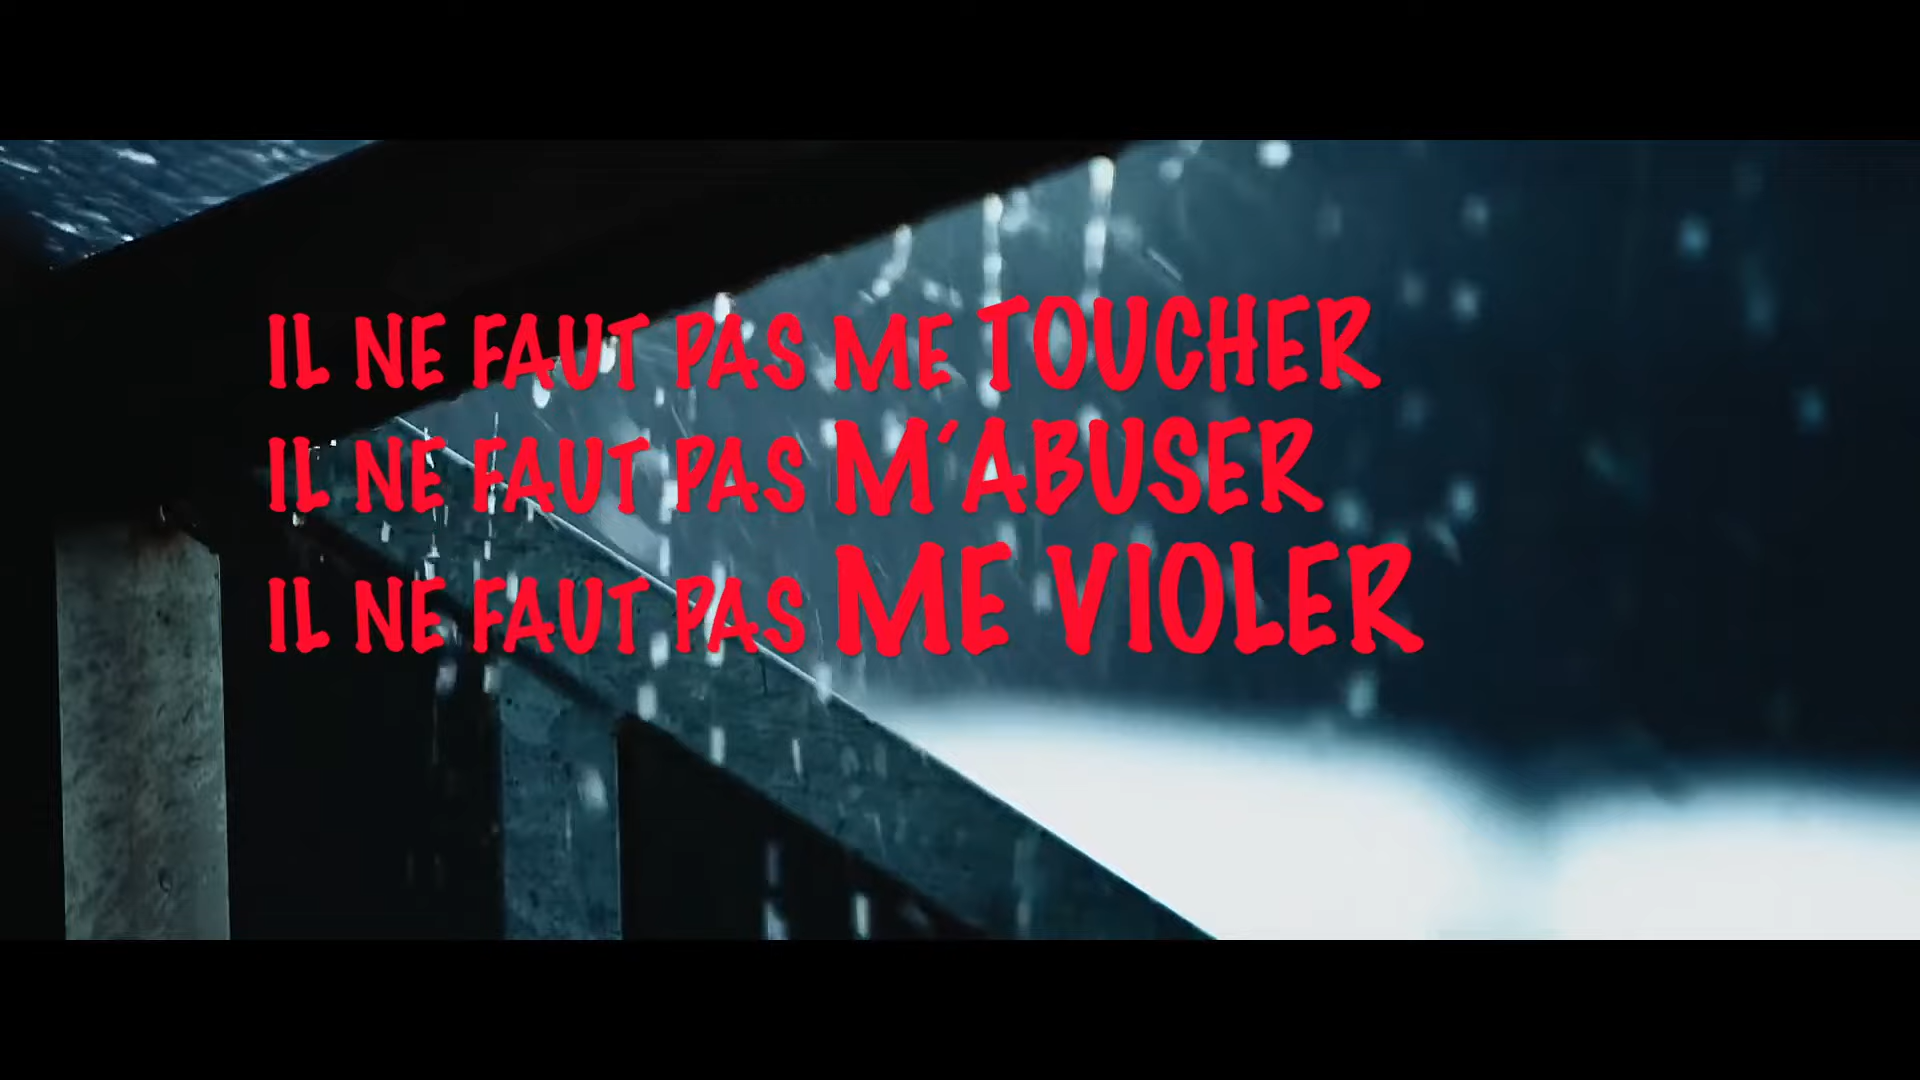 IL NE FAUT PAS ME TOUCHER
IL NE FAUT PAS M'ABUSER
IL NE FAUT PAS ME VIOLER